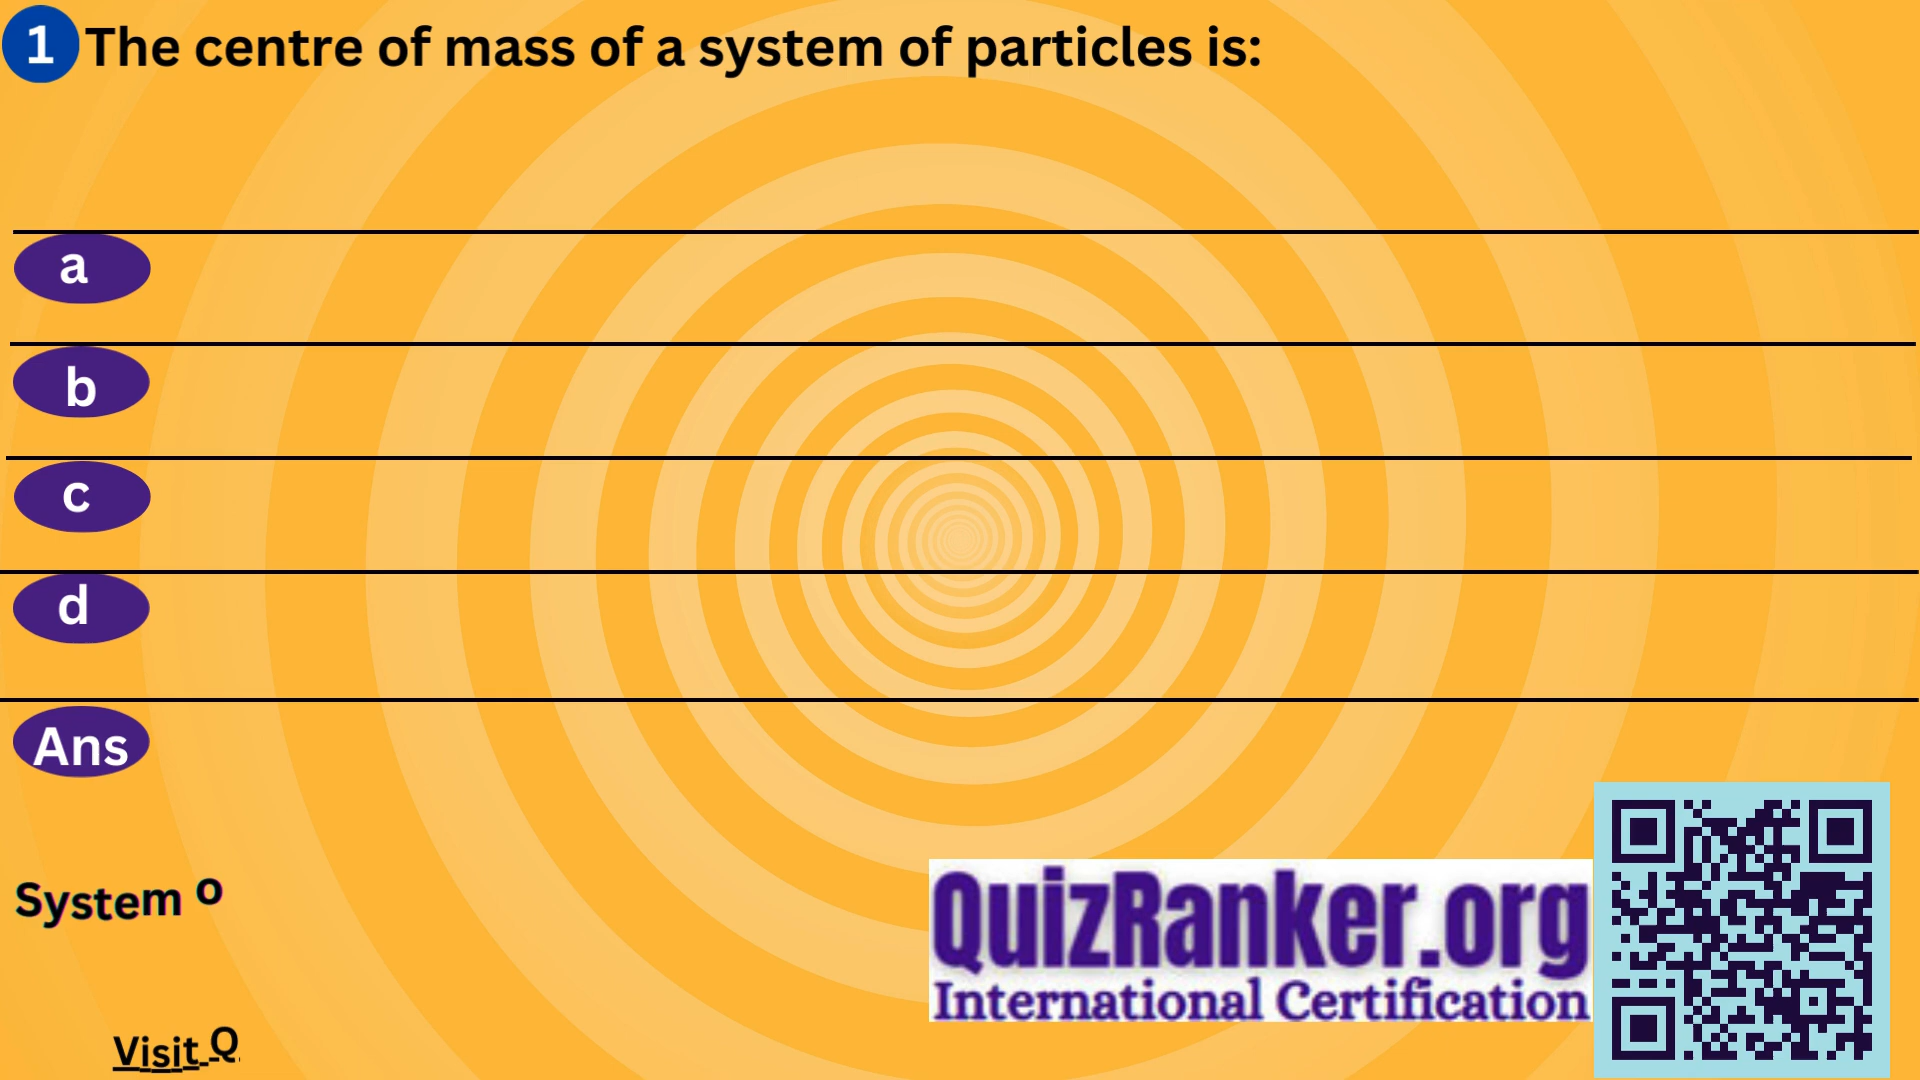 1 The centre of mass of a system of particles is:
a
b
c
d
Ans
System o
QuizRanker.org
International Certification
Visit Q